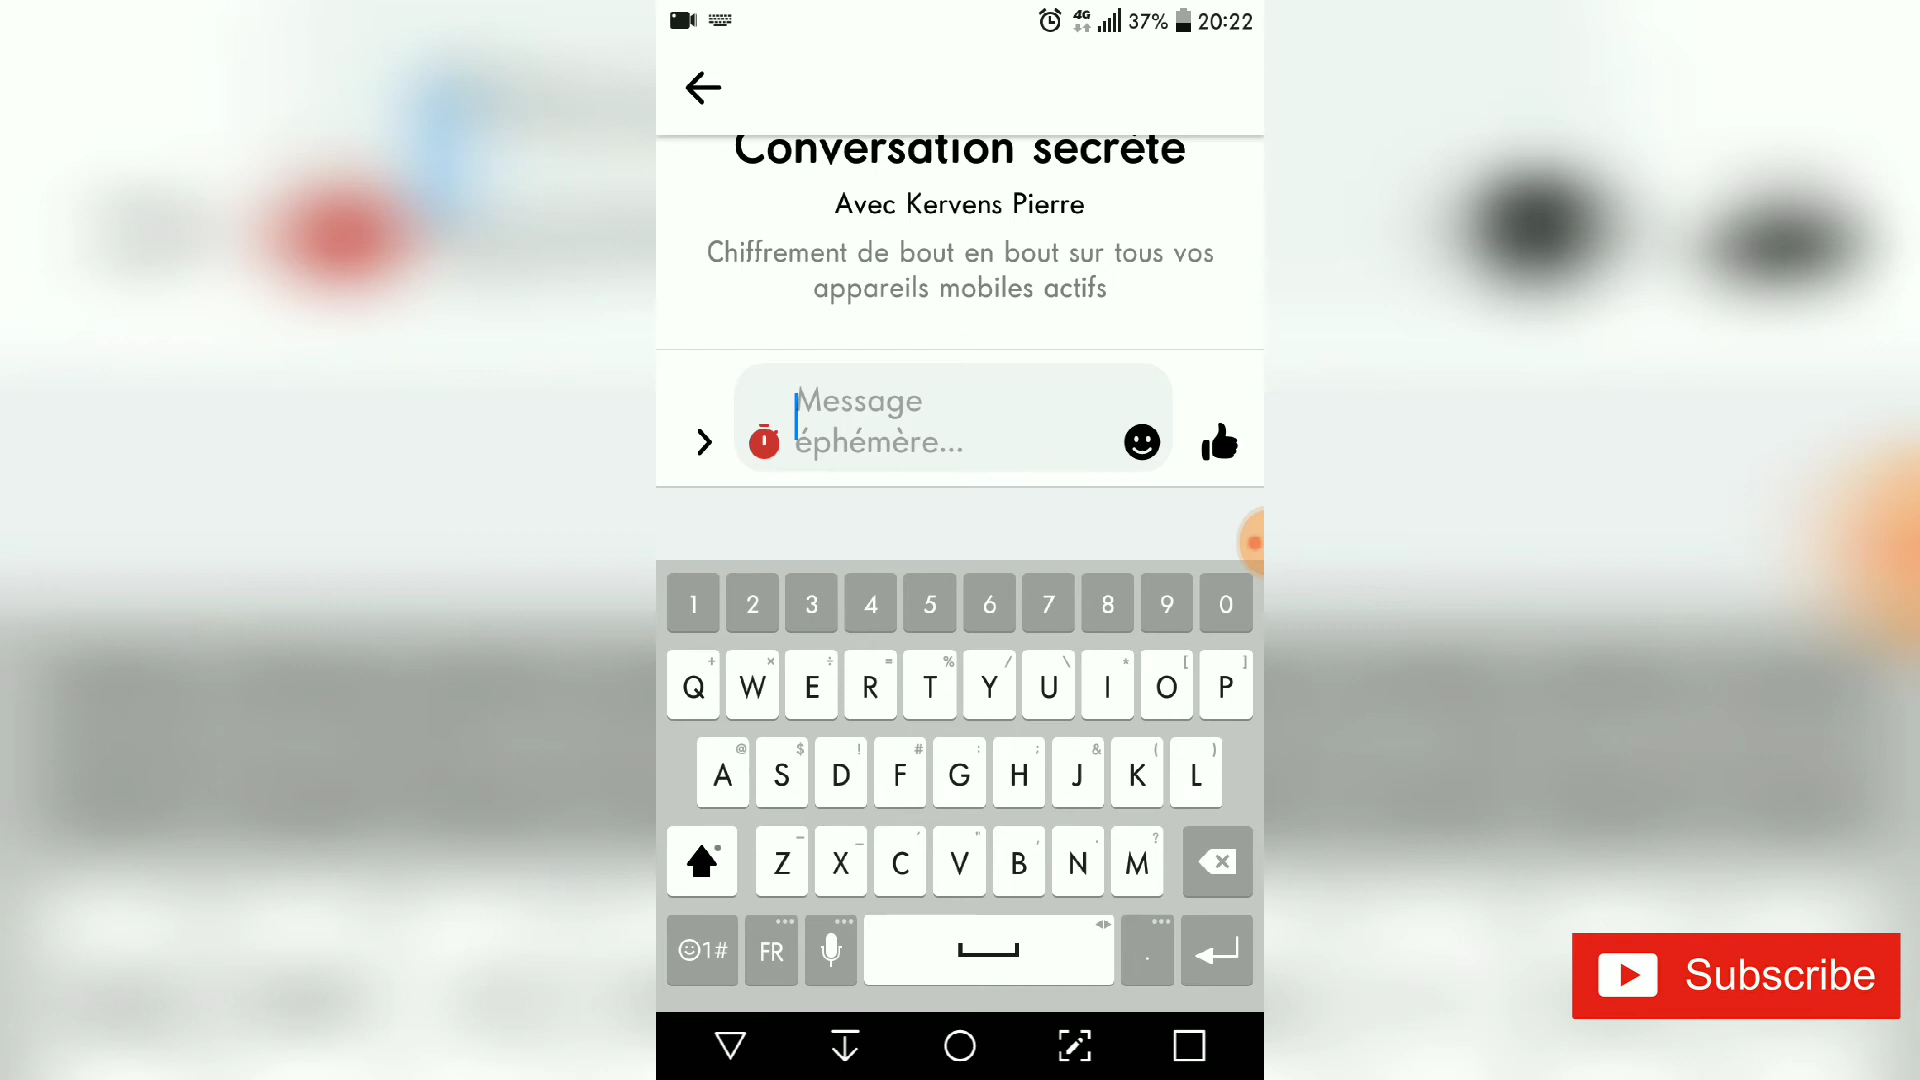 4G 37% 20:22
Conversation secrète
Avec Kervens Pierre
Chiffrement de bout en bout sur tous vos
appareils mobiles actifs
Message
éphémère...
1 2 3 4 5 6 7 8 9 0
+ × ÷ = % / \ * [ ]
Q W E R T Y U I O P
@ $ ! # : ; & ( )
A S D F G H J K L
- _ ' " , . ?
Z X C V B N M
1# FR .
Subscribe